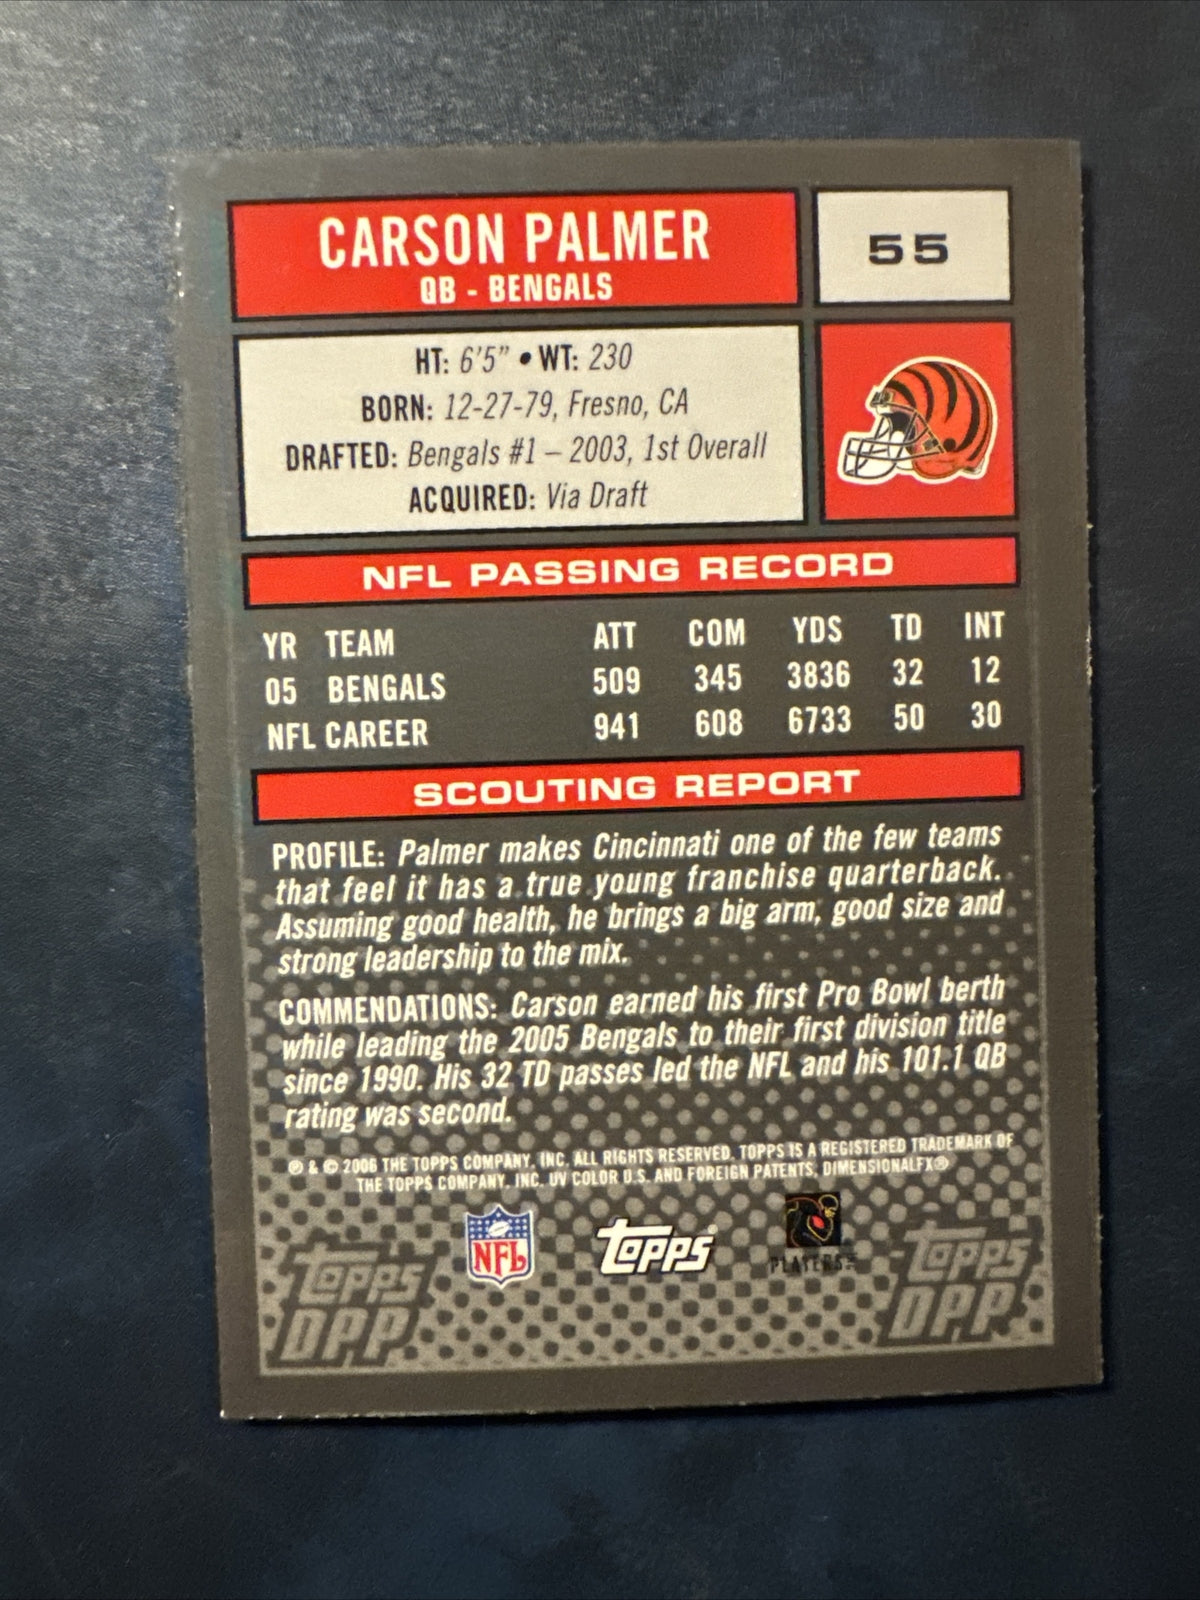 CARSON PALMER
QB - BENGALS
55
HT: 6'5" • WT: 230
BORN: 12-27-79, Fresno, CA
DRAFTED: Bengals #1 – 2003, 1st Overall
ACQUIRED: Via Draft
NFL PASSING RECORD
YR TEAM ATT COM YDS TD INT
05 BENGALS 509 345 3836 32 12
NFL CAREER 941 608 6733 50 30
SCOUTING REPORT
PROFILE: Palmer makes Cincinnati one of the few teams
that feel it has a true young franchise quarterback.
Assuming good health, he brings a big arm, good size and
strong leadership to the mix.
COMMENDATIONS: Carson earned his first Pro Bowl berth
while leading the 2005 Bengals to their first division title
since 1990. His 32 TD passes led the NFL and his 101.1 QB
rating was second.
℗ & © 2006 THE TOPPS COMPANY, INC. ALL RIGHTS RESERVED. TOPPS IS A REGISTERED TRADEMARK OF
THE TOPPS COMPANY, INC. UV COLOR U.S. AND FOREIGN PATENTS, DIMENSIONALFX®
NFL
Topps®
PLAYERS INC
Topps
DPP
Topps
DPP